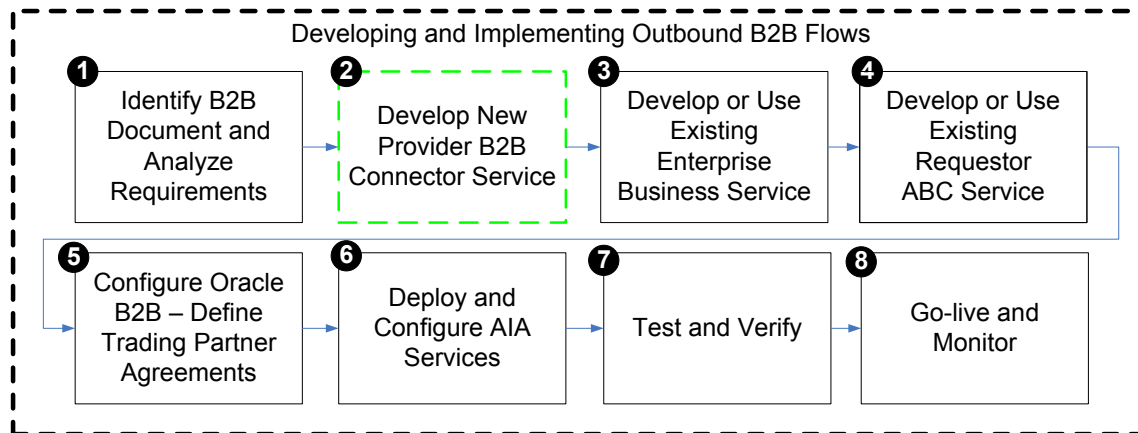 Developing and Implementing Outbound B2B Flows
1
Identify B2B
Document and
Analyze
Requirements
2
Develop New
Provider B2B
Connector Service
3
Develop or Use
Existing
Enterprise
Business Service
4
Develop or Use
Existing
Requestor
ABC Service
5
Configure Oracle
B2B – Define
Trading Partner
Agreements
6
Deploy and
Configure AIA
Services
7
Test and Verify
8
Go-live and
Monitor